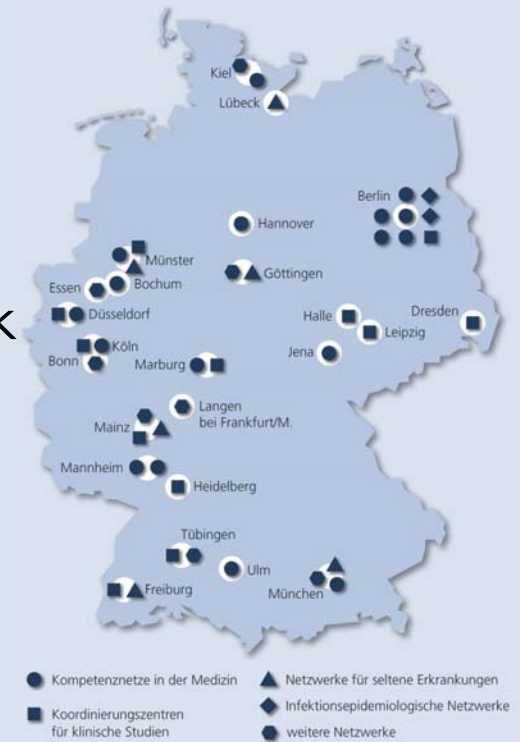 Kiel
Lübeck
Berlin
Hannover
Münster
Göttingen
Essen
Bochum
Düsseldorf
K
Halle
Dresden
Leipzig
Köln
Jena
Bonn
Marburg
Langen
bei Frankfurt/M.
Mainz
Mannheim
Heidelberg
Tübingen
Ulm
München
Freiburg
Kompetenznetze in der Medizin
Netzwerke für seltene Erkrankungen
Infektionsepidemiologische Netzwerke
Koordinierungszentren
für klinische Studien
weitere Netzwerke